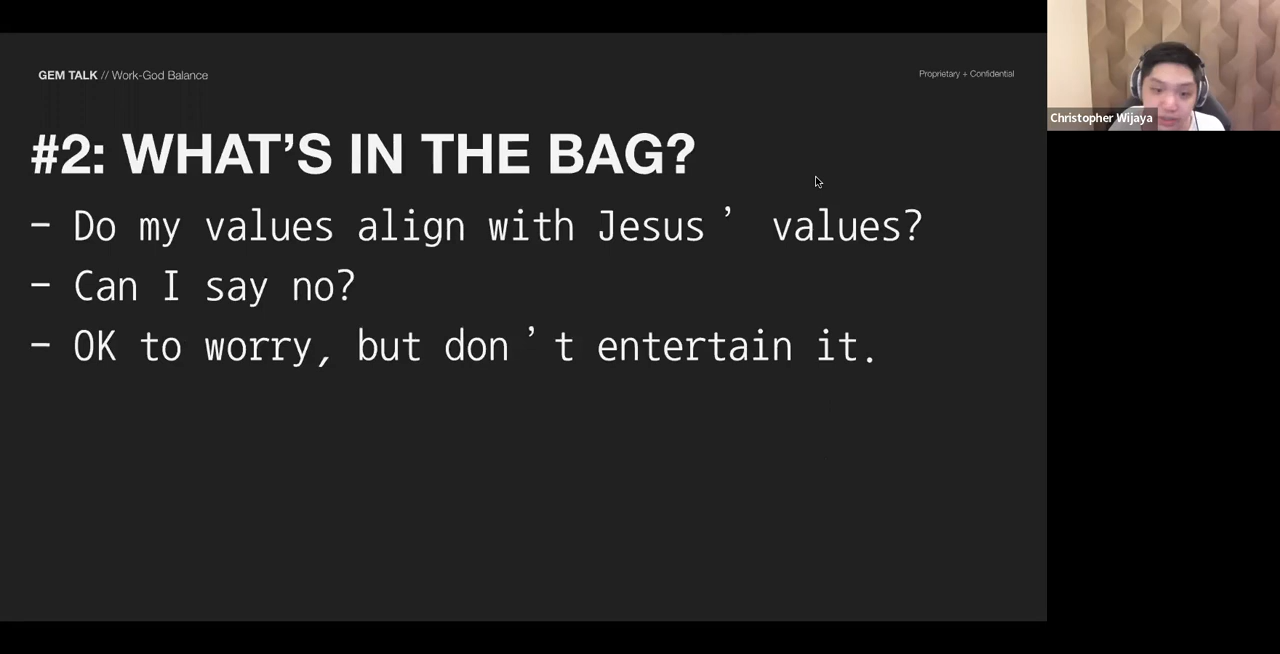 GEM TALK // Work-God Balance
Proprietary + Confidential
#2: WHAT’S IN THE BAG?
– Do my values align with Jesus’ values?
– Can I say no?
– OK to worry, but don’t entertain it.
Christopher Wijaya